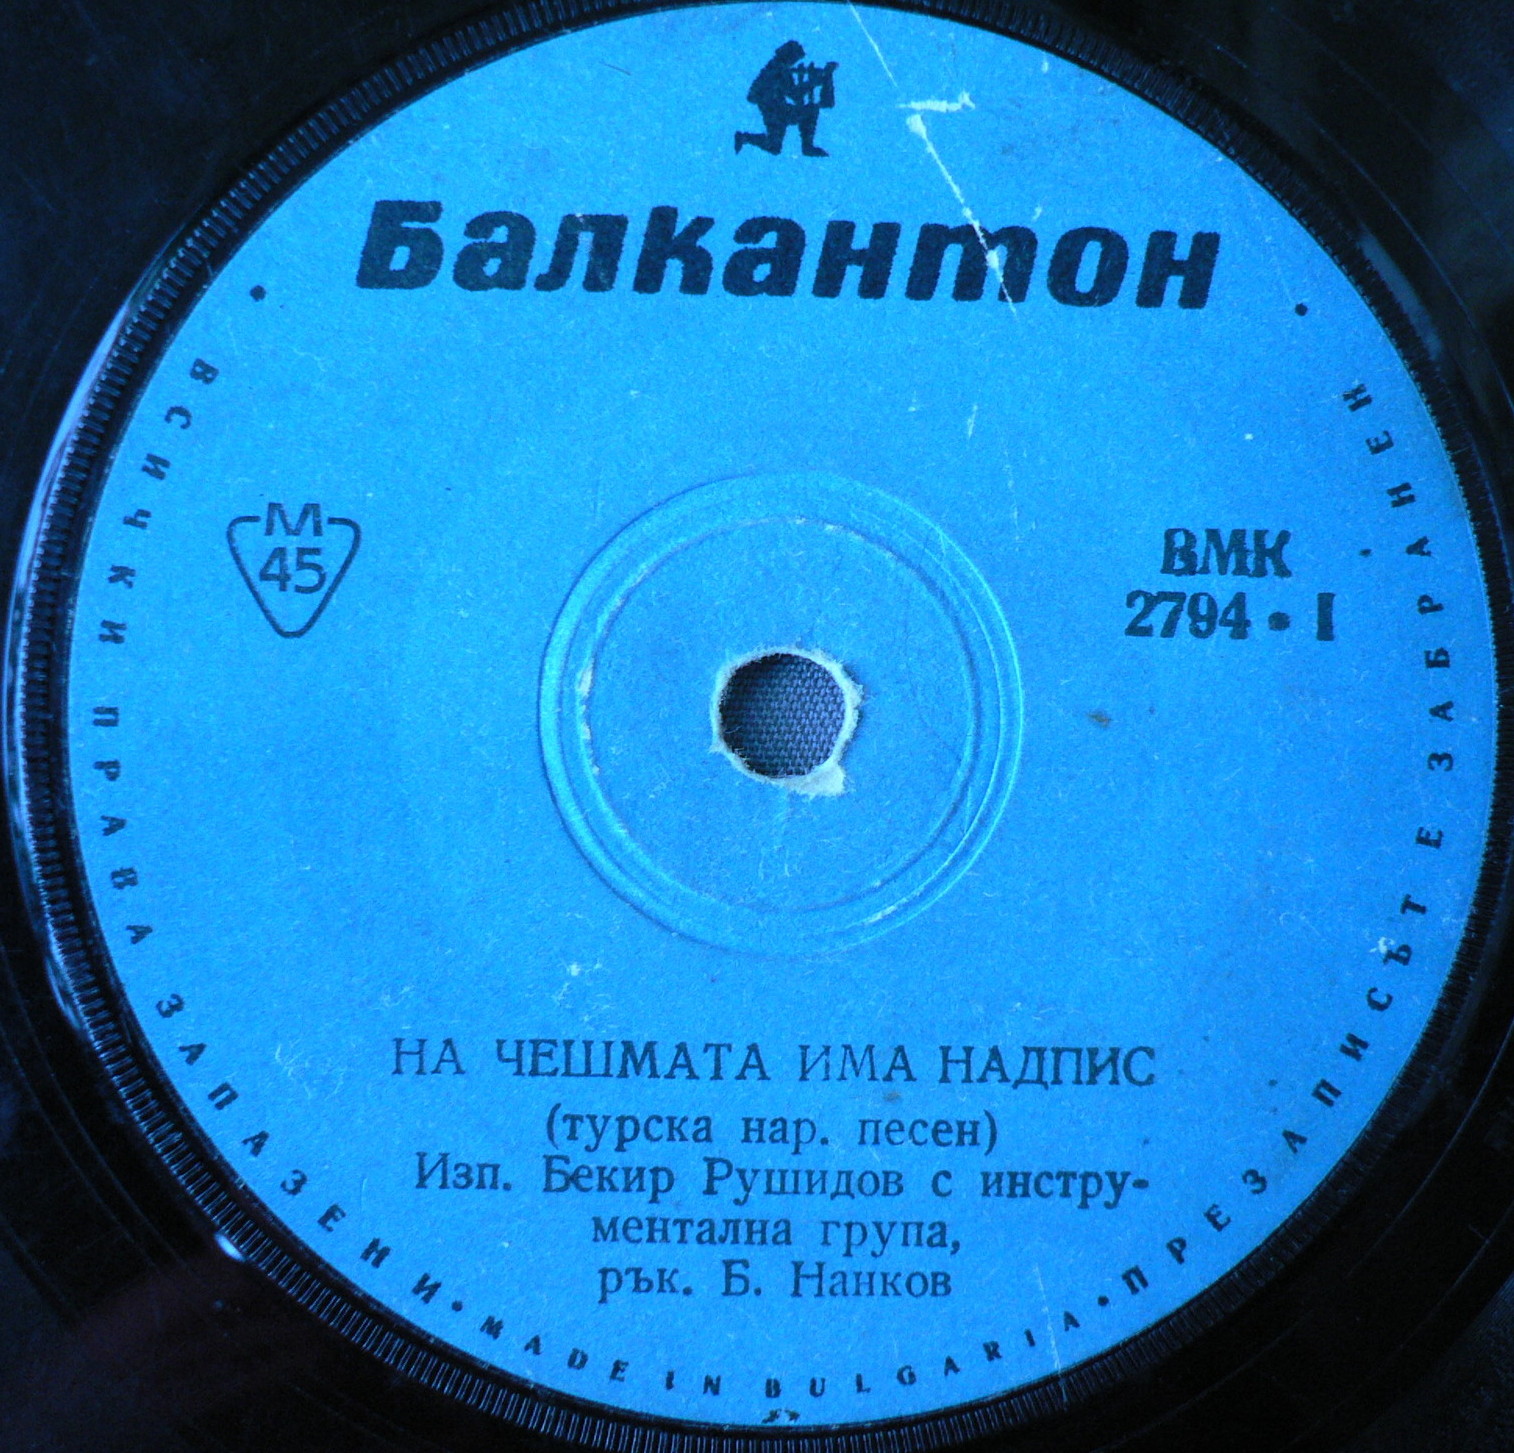 Балкантон
М
45
ВМК
2794 • I
НА ЧЕШМАТА ИМА НАДПИС
(турска нар. песен)
Изп. Бекир Рушидов с инстру-
ментална група,
рък. Б. Нанков
• ВСИЧКИ ПРАВА ЗАПАЗЕНИ • MADE IN BULGARIA • ПРЕЗАПИСЪТ Е ЗАБРАНЕН •